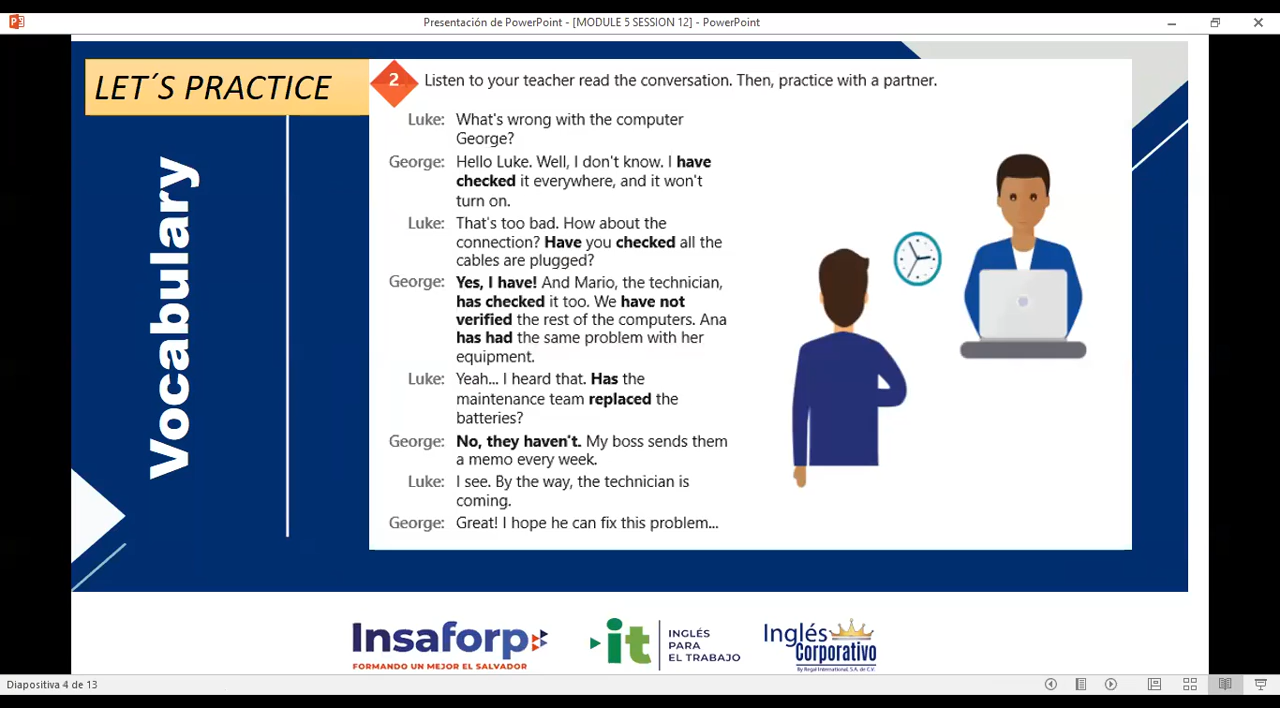 Presentación de PowerPoint - [MODULE 5 SESSION 12] - PowerPoint
LET´S PRACTICE
Vocabulary
2 Listen to your teacher read the conversation. Then, practice with a partner.
Luke: What's wrong with the computer
George?
George: Hello Luke. Well, I don't know. I have
checked it everywhere, and it won't
turn on.
Luke: That's too bad. How about the
connection? Have you checked all the
cables are plugged?
George: Yes, I have! And Mario, the technician,
has checked it too. We have not
verified the rest of the computers. Ana
has had the same problem with her
equipment.
Luke: Yeah... I heard that. Has the
maintenance team replaced the
batteries?
George: No, they haven't. My boss sends them
a memo every week.
Luke: I see. By the way, the technician is
coming.
George: Great! I hope he can fix this problem...
Insaforp
FORMANDO UN MEJOR EL SALVADOR
it
INGLÉS
PARA
EL TRABAJO
Inglés
Corporativo
By Regal International, S.A. de C.V.
Diapositiva 4 de 13